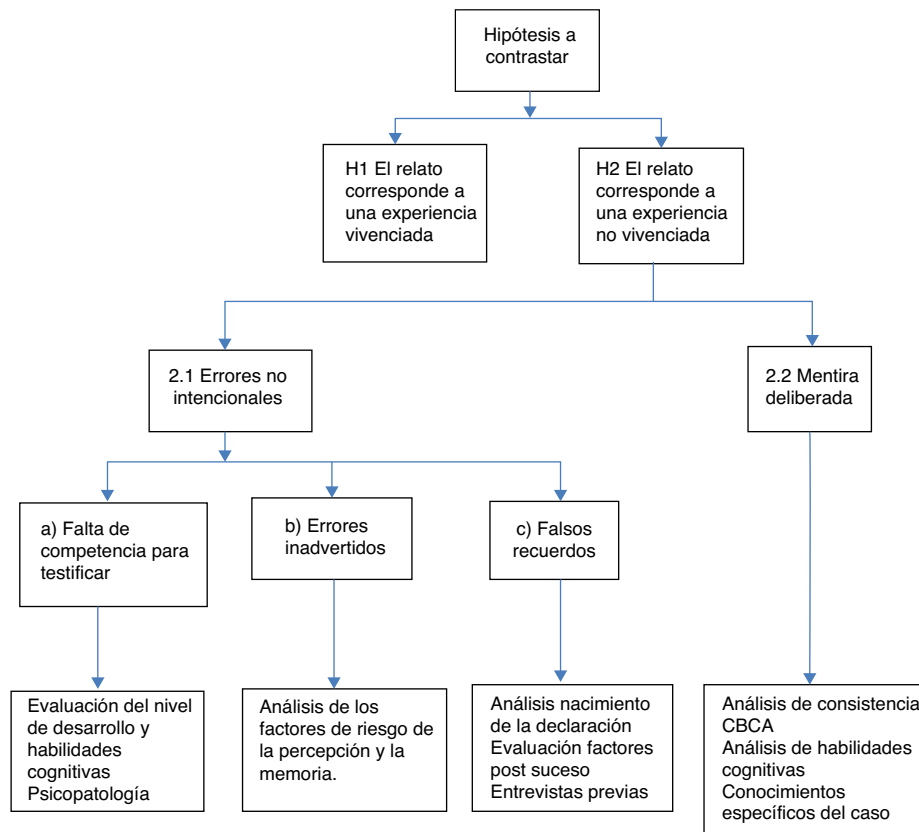 Hipótesis a
contrastar
H1 El relato
corresponde a
una experiencia
vivenciada
H2 El relato
corresponde a
una experiencia
no vivenciada
2.1 Errores no
intencionales
2.2 Mentira
deliberada
a) Falta de
competencia para
testificar
b) Errores
inadvertidos
c) Falsos
recuerdos
Evaluación del nivel
de desarrollo y
habilidades
cognitivas
Psicopatología
Análisis de los
factores de riesgo de
la percepción y la
memoria.
Análisis nacimiento
de la declaración
Evaluación factores
post suceso
Entrevistas previas
Análisis de consistencia
CBCA
Análisis de habilidades
cognitivas
Conocimientos
específicos del caso